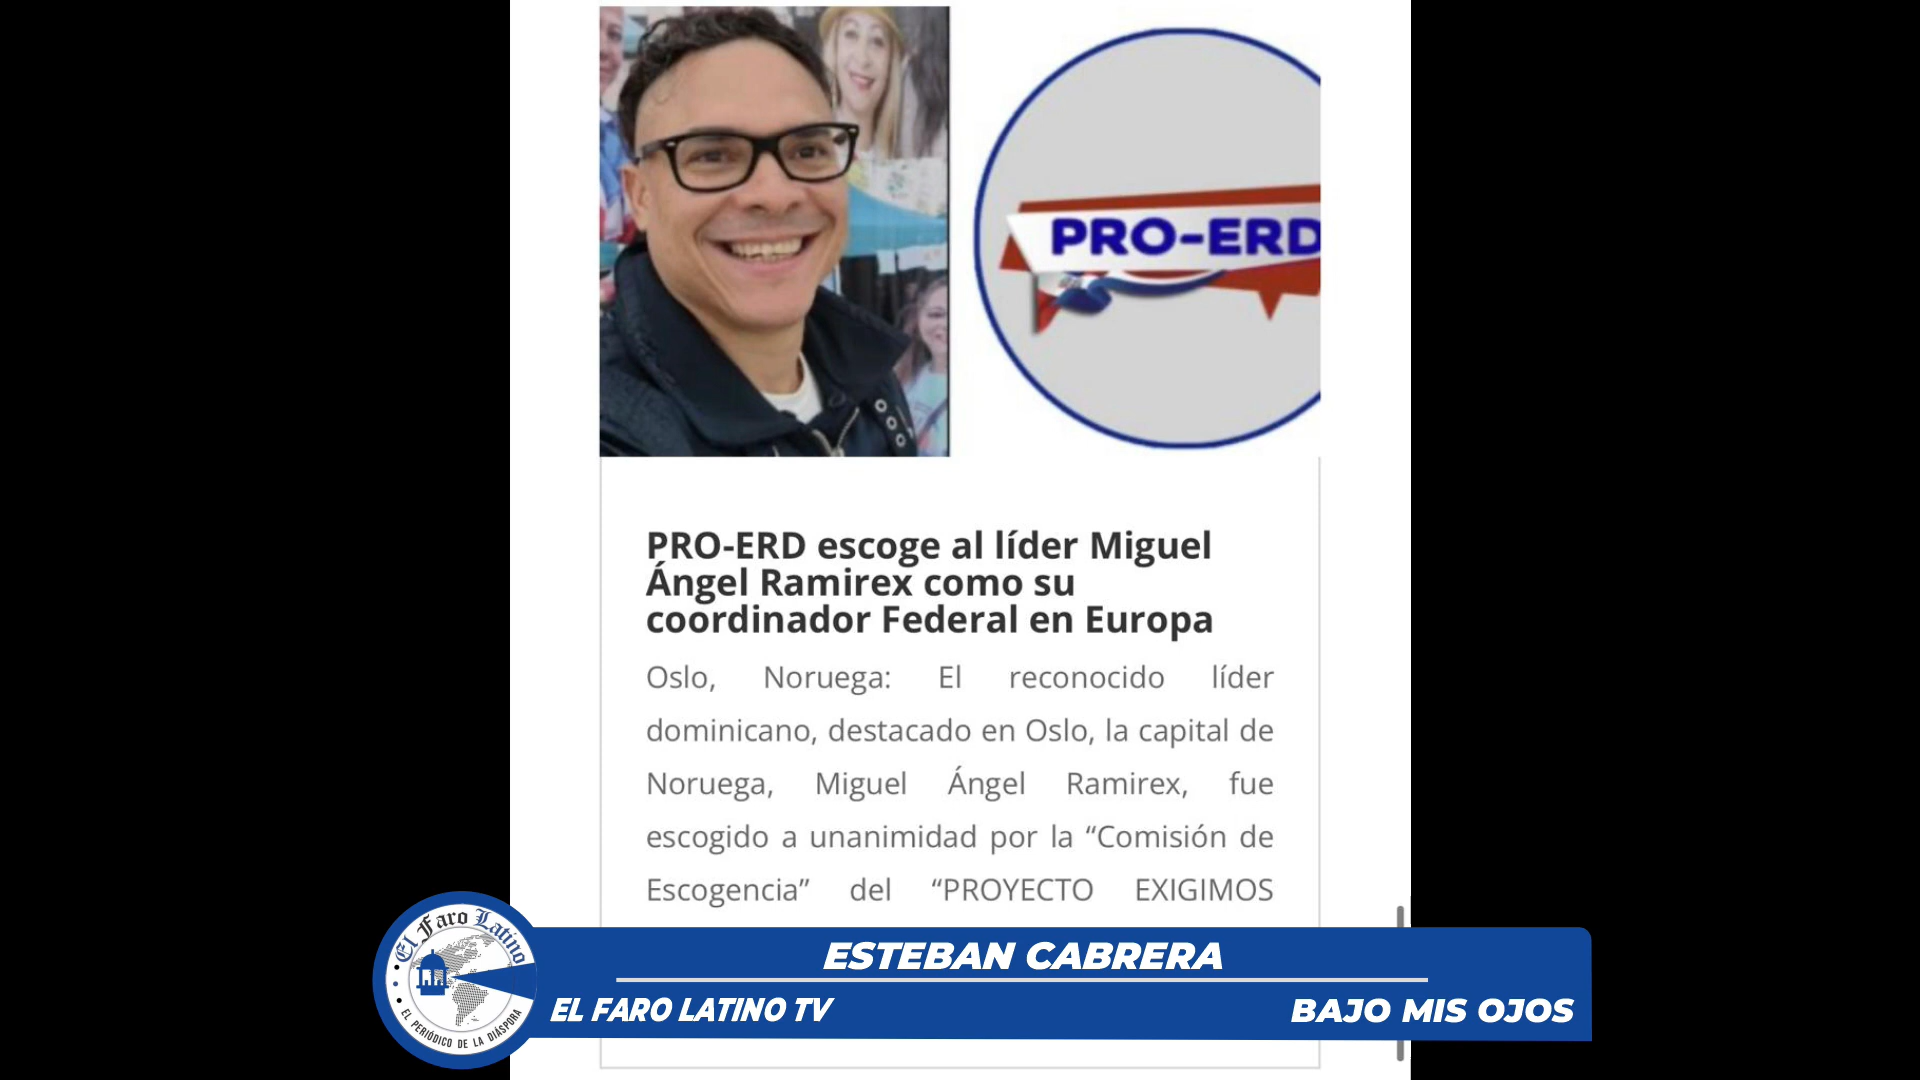 PRO-ERD
PRO-ERD escoge al líder Miguel
Ángel Ramirex como su
coordinador Federal en Europa
Oslo, Noruega: El reconocido líder
dominicano, destacado en Oslo, la capital de
Noruega, Miguel Ángel Ramirex, fue
escogido a unanimidad por la “Comisión de
Escogencia” del “PROYECTO EXIGIMOS
El Faro Latino
EL PERIÓDICO DE LA DIÁSPORA
ESTEBAN CABRERA
EL FARO LATINO TV
BAJO MIS OJOS